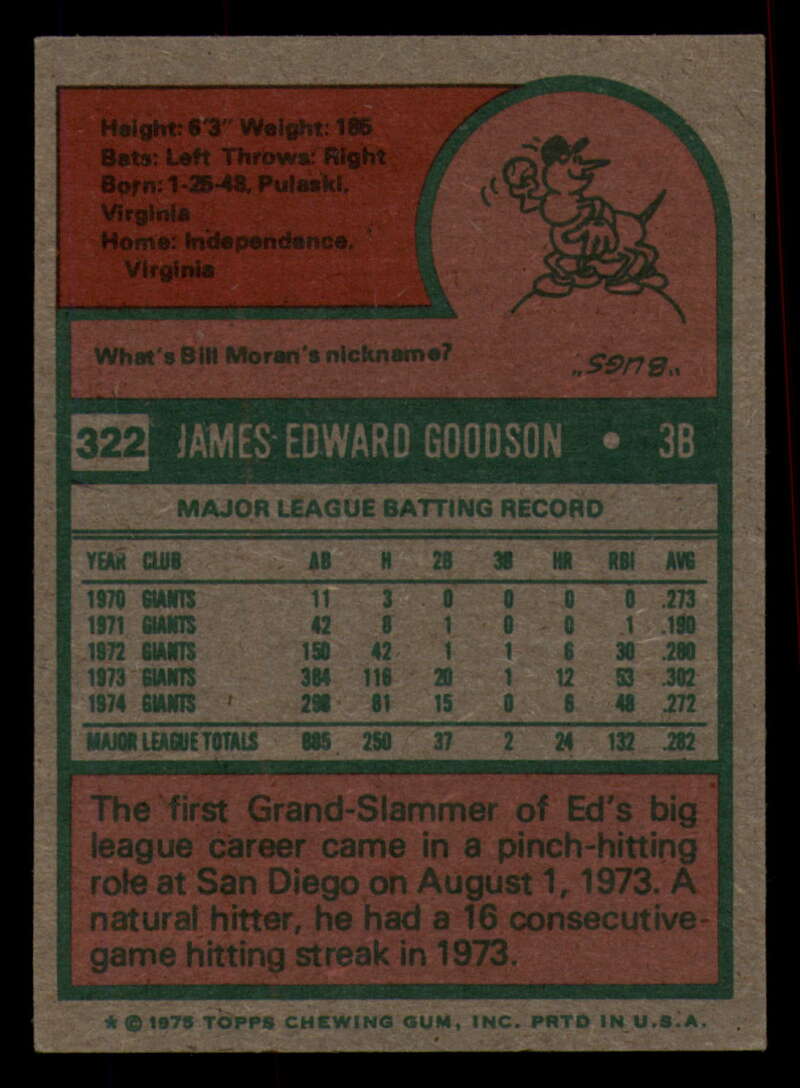 Height: 6'3" Weight: 185
Bats: Left Throws: Right
Born: 1-25-48, Pulaski,
Virginia
Home: Independence,
Virginia
What's Bill Moran's nickname?
"BUGS"
322 JAMES EDWARD GOODSON • 3B
MAJOR LEAGUE BATTING RECORD
YEAR CLUB AB H 2B 3B HR RBI AVG
1970 GIANTS 11 3 0 0 0 0 .273
1971 GIANTS 42 8 1 0 0 1 .190
1972 GIANTS 150 42 1 1 6 30 .280
1973 GIANTS 384 116 20 1 12 53 .302
1974 GIANTS 298 81 15 0 6 48 .272
MAJOR LEAGUE TOTALS 885 250 37 2 24 132 .282
The first Grand-Slammer of Ed's big
league career came in a pinch-hitting
role at San Diego on August 1, 1973. A
natural hitter, he had a 16 consecutive-
game hitting streak in 1973.
* © 1975 TOPPS CHEWING GUM, INC. PRTD IN U.S.A.